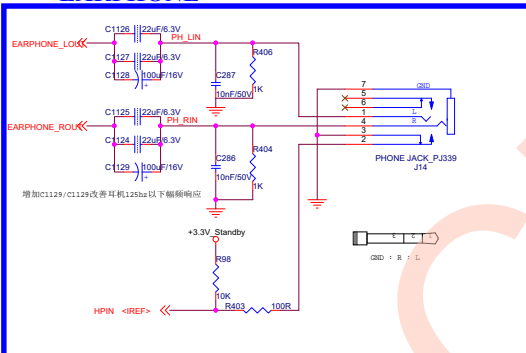 EARPHONE
C1126 22uF/6.3V
PH_LIN
EARPHONE_LOUT
C1127 22uF/6.3V
C1128 100uF/16V
R406
1K
C287
10nF/50V
C1125 22uF/6.3V
PH_RIN
EARPHONE_ROUT
C1124 22uF/6.3V
C1129 100uF/16V
R404
1K
C286
10nF/50V
7
5
6
1
4
3
2
GND
L
R
PHONE JACK_PJ339
J14
增加C1129/C1129改善耳机125hz以下幅频响应
+3.3V_Standby
R98
10K
HPIN <IREF>
R403 100R
3 2 1
GND : R : L